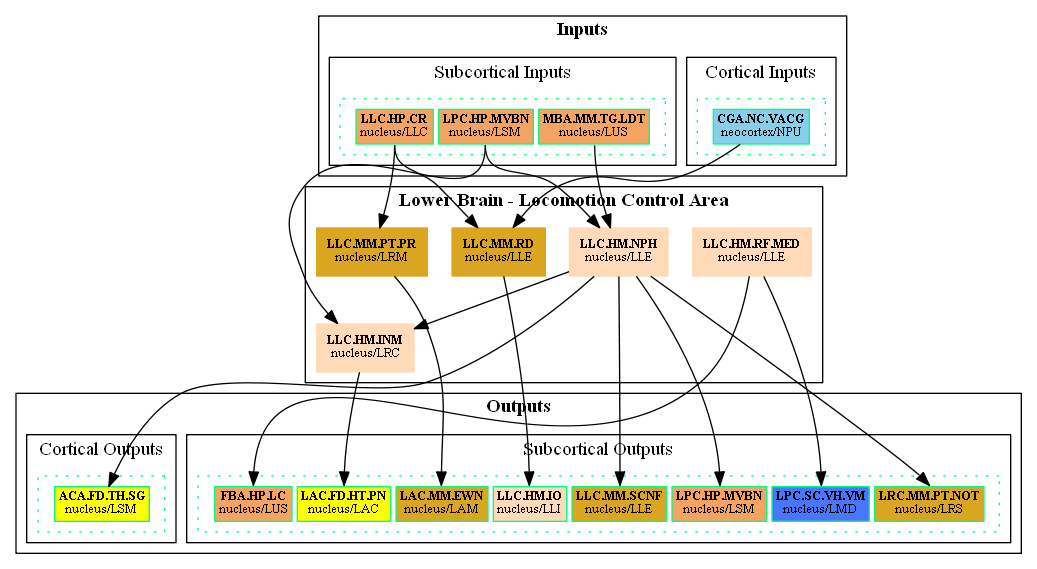 Inputs
Subcortical Inputs
Cortical Inputs
LLC.HP.CR
nucleus/LLC
LPC.HP.MVBN
nucleus/LSM
MBA.MM.TG.LDT
nucleus/LUS
CGA.NC.VACG
neocortex/NPU
Lower Brain - Locomotion Control Area
LLC.MM.PT.PR
nucleus/LRM
LLC.MM.RD
nucleus/LLE
LLC.HM.NPH
nucleus/LLE
LLC.HM.RF.MED
nucleus/LLE
LLC.HM.INM
nucleus/LRC
Outputs
Cortical Outputs
Subcortical Outputs
ACA.FD.TH.SG
nucleus/LSM
FBA.HP.LC
nucleus/LUS
LAC.FD.HT.PN
nucleus/LAC
LAC.MM.EWN
nucleus/LAM
LLC.HM.IO
nucleus/LLI
LLC.MM.SCNF
nucleus/LLE
LPC.HP.MVBN
nucleus/LSM
LPC.SC.VH.VM
nucleus/LMD
LRC.MM.PT.NOT
nucleus/LRS